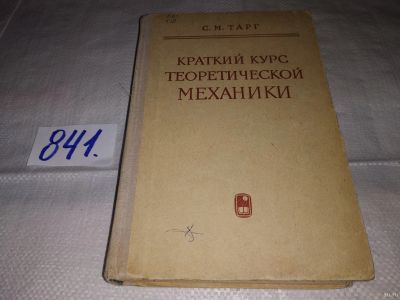 С. М. ТАРГ
КРАТКИЙ КУРС
ТЕОРЕТИЧЕСКОЙ
МЕХАНИКИ
841.